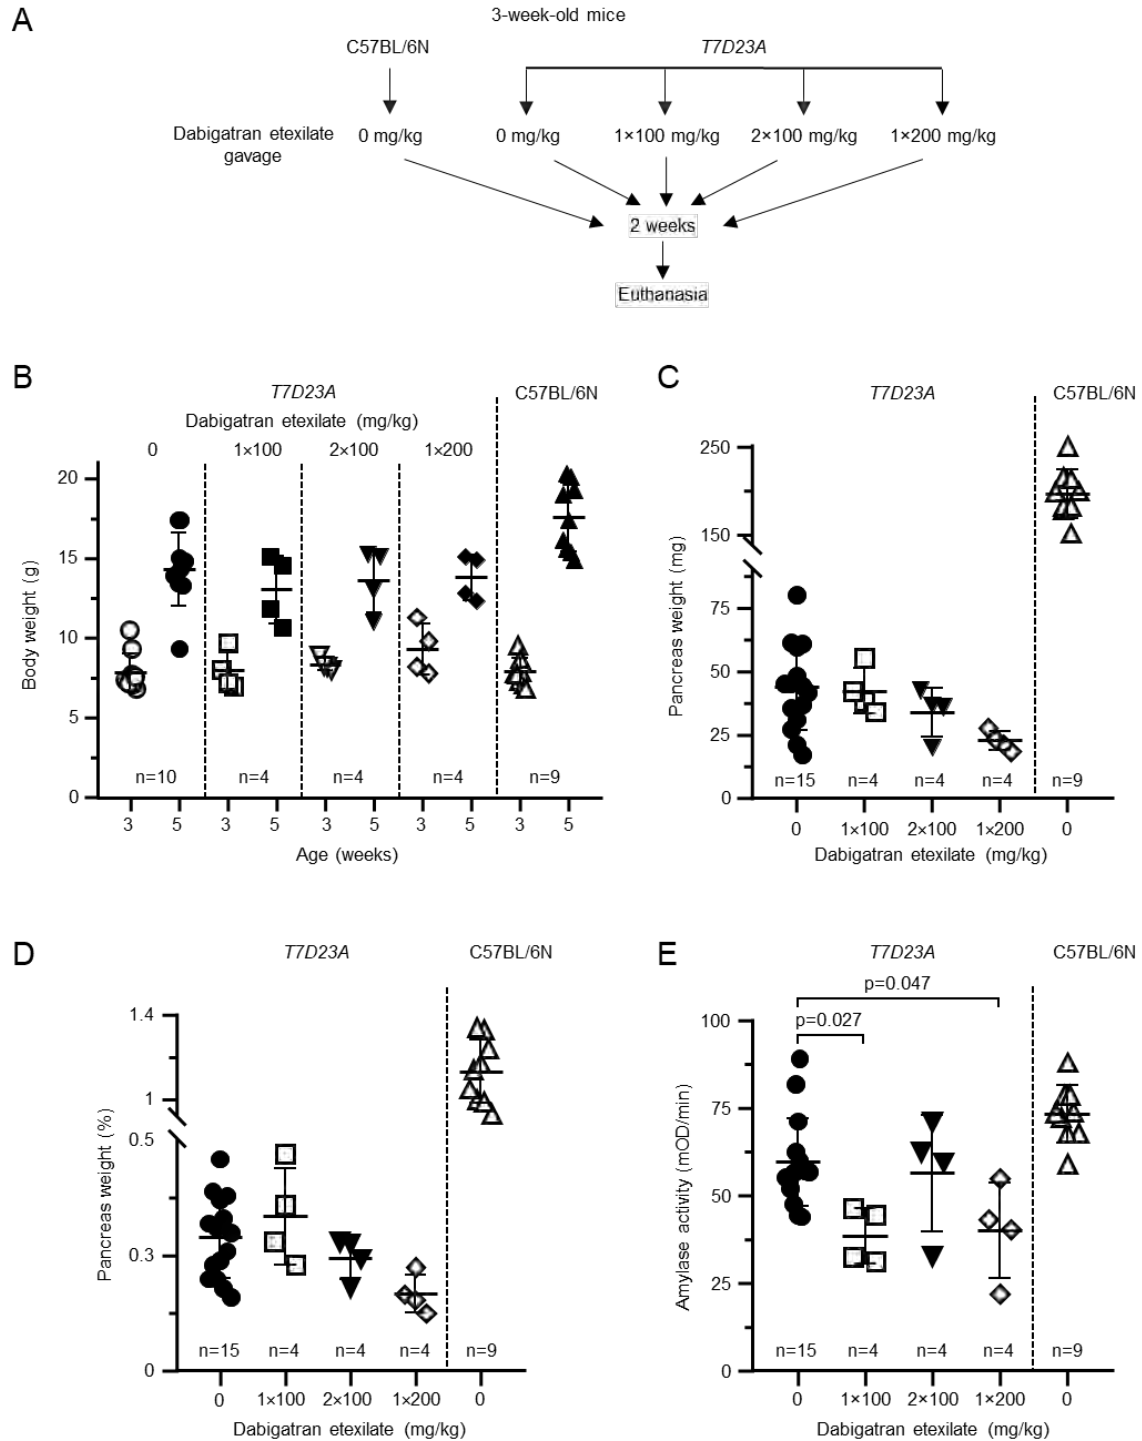 A
3-week-old mice
C57BL/6N
T7D23A
Dabigatran etexilate
gavage
0 mg/kg
0 mg/kg
1×100 mg/kg
2×100 mg/kg
1×200 mg/kg
2 weeks
Euthanasia
B
T7D23A
C57BL/6N
Dabigatran etexilate (mg/kg)
0
1×100
2×100
1×200
Body weight (g)
20
15
10
5
0
n=10
n=4
n=4
n=4
n=9
3
5
3
5
3
5
3
5
3
5
Age (weeks)
C
T7D23A
C57BL/6N
Pancreas weight (mg)
250
150
75
50
25
0
n=15
n=4
n=4
n=4
n=9
0
1×100
2×100
1×200
0
Dabigatran etexilate (mg/kg)
D
T7D23A
C57BL/6N
Pancreas weight (%)
1.4
1
0.5
0.3
0
n=15
n=4
n=4
n=4
n=9
0
1×100
2×100
1×200
0
Dabigatran etexilate (mg/kg)
E
T7D23A
C57BL/6N
p=0.047
p=0.027
Amylase activity (mOD/min)
100
75
50
25
0
n=15
n=4
n=4
n=4
n=9
0
1×100
2×100
1×200
0
Dabigatran etexilate (mg/kg)